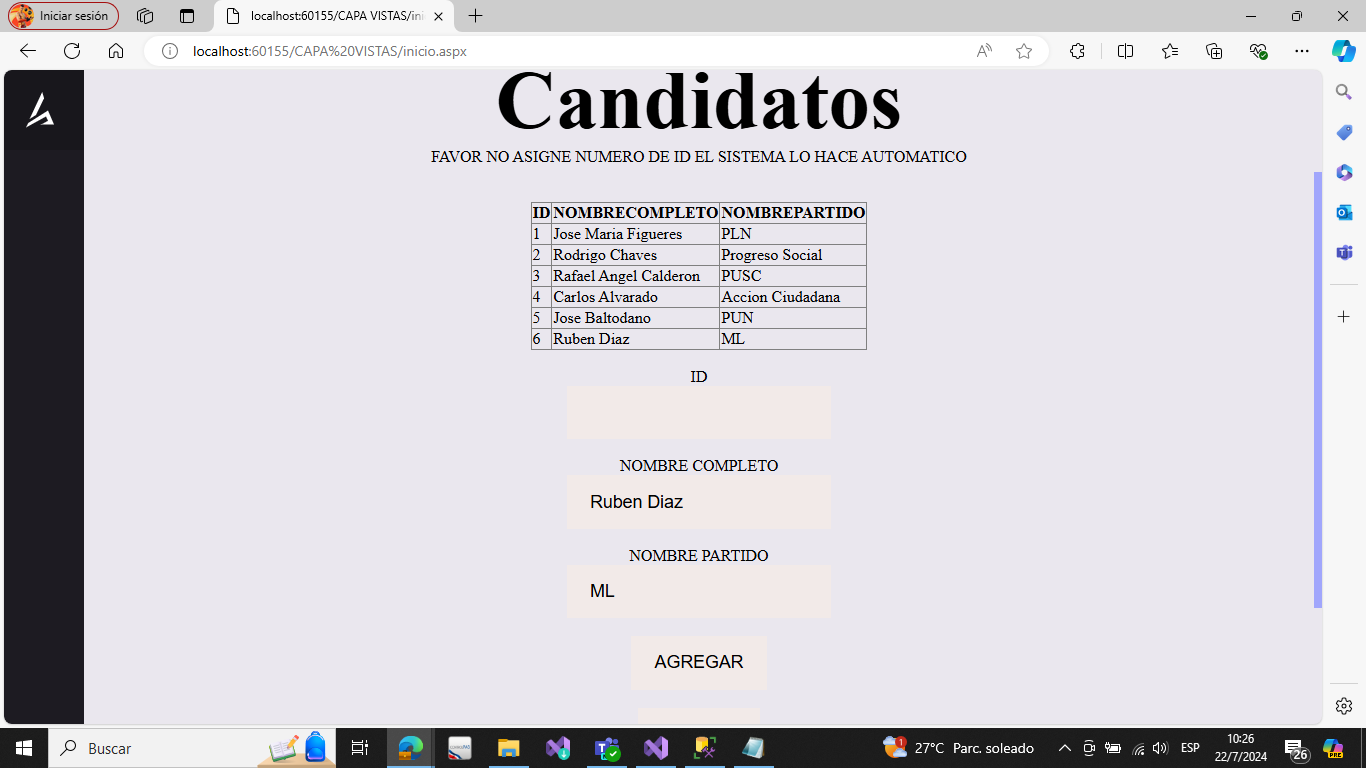 Iniciar sesión
localhost:60155/CAPA VISTAS/ini
localhost:60155/CAPA%20VISTAS/inicio.aspx
Candidatos
FAVOR NO ASIGNE NUMERO DE ID EL SISTEMA LO HACE AUTOMATICO
ID NOMBRECOMPLETO NOMBREPARTIDO
1 Jose Maria Figueres PLN
2 Rodrigo Chaves Progreso Social
3 Rafael Angel Calderon PUSC
4 Carlos Alvarado Accion Ciudadana
5 Jose Baltodano PUN
6 Ruben Diaz ML
ID
NOMBRE COMPLETO
Ruben Diaz
NOMBRE PARTIDO
ML
AGREGAR
Buscar
1
27°C Parc. soleado
ESP
10:26
22/7/2024
26
PRE